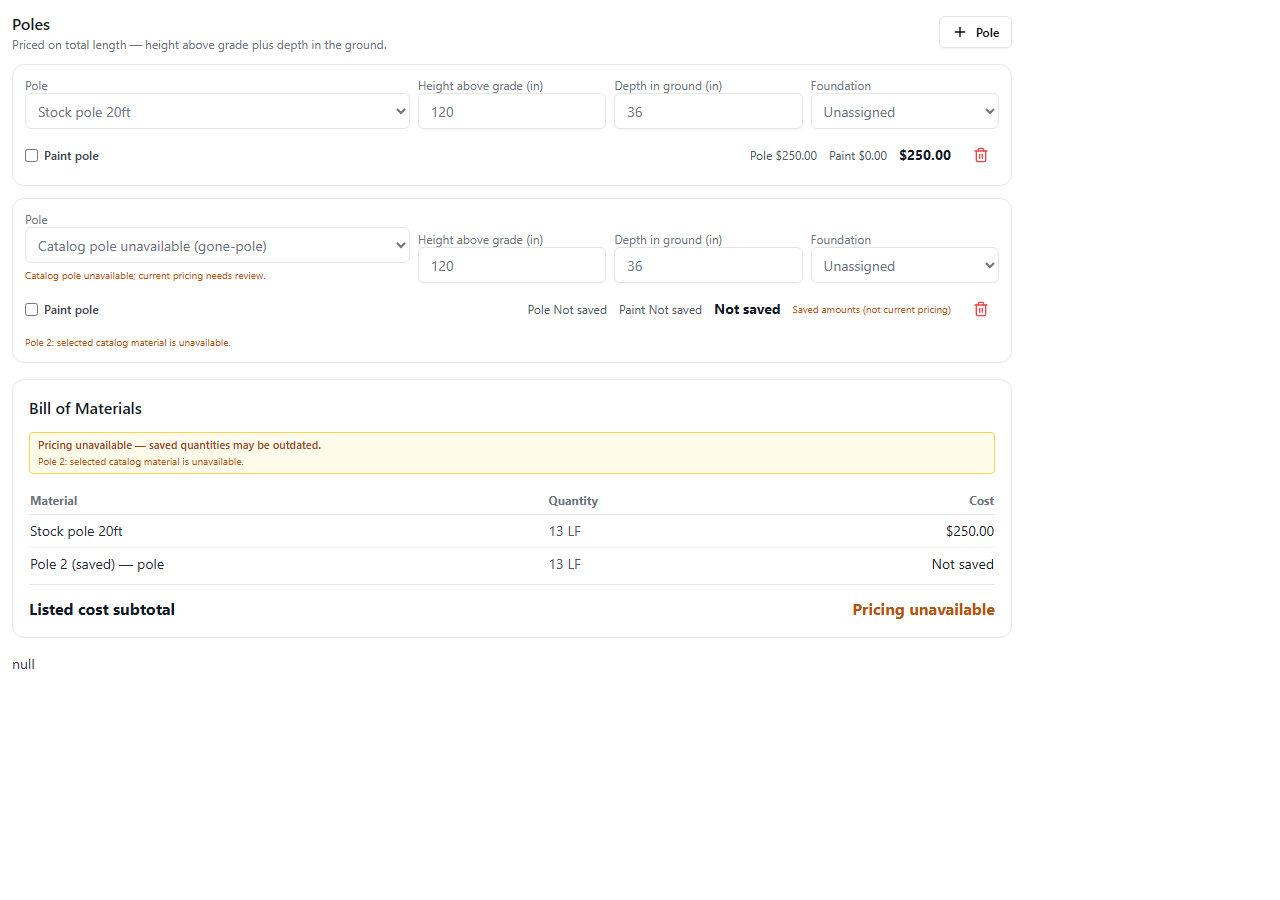 Poles
Priced on total length — height above grade plus depth in the ground.
Pole
Pole
Height above grade (in)
Depth in ground (in)
Foundation
Stock pole 20ft
120
36
Unassigned
Paint pole
Pole $250.00
Paint $0.00
$250.00
Pole
Catalog pole unavailable (gone-pole)
Catalog pole unavailable; current pricing needs review.
Height above grade (in)
Depth in ground (in)
Foundation
120
36
Unassigned
Paint pole
Pole Not saved
Paint Not saved
Not saved
Saved amounts (not current pricing)
Pole 2: selected catalog material is unavailable.
Bill of Materials
Pricing unavailable — saved quantities may be outdated.
Pole 2: selected catalog material is unavailable.
Material Quantity Cost
Stock pole 20ft 13 LF $250.00
Pole 2 (saved) — pole 13 LF Not saved
Listed cost subtotal Pricing unavailable
null